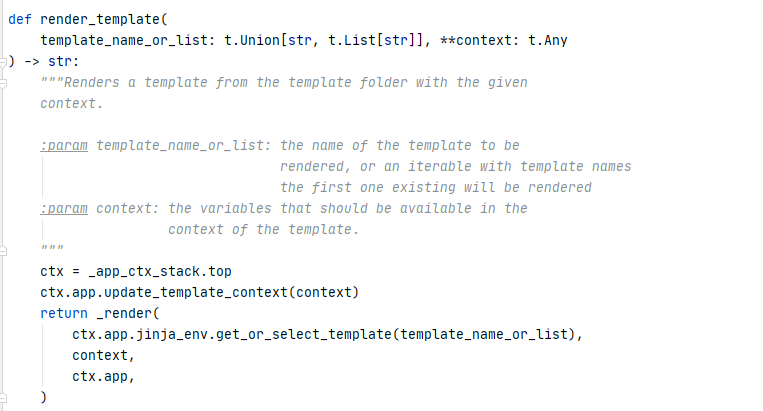 def render_template(
    template_name_or_list: t.Union[str, t.List[str]], **context: t.Any
) -> str:
    """Renders a template from the template folder with the given
    context.

    :param template_name_or_list: the name of the template to be
                                  rendered, or an iterable with template names
                                  the first one existing will be rendered
    :param context: the variables that should be available in the
                    context of the template.
    """
    ctx = _app_ctx_stack.top
    ctx.app.update_template_context(context)
    return _render(
        ctx.app.jinja_env.get_or_select_template(template_name_or_list),
        context,
        ctx.app,
    )